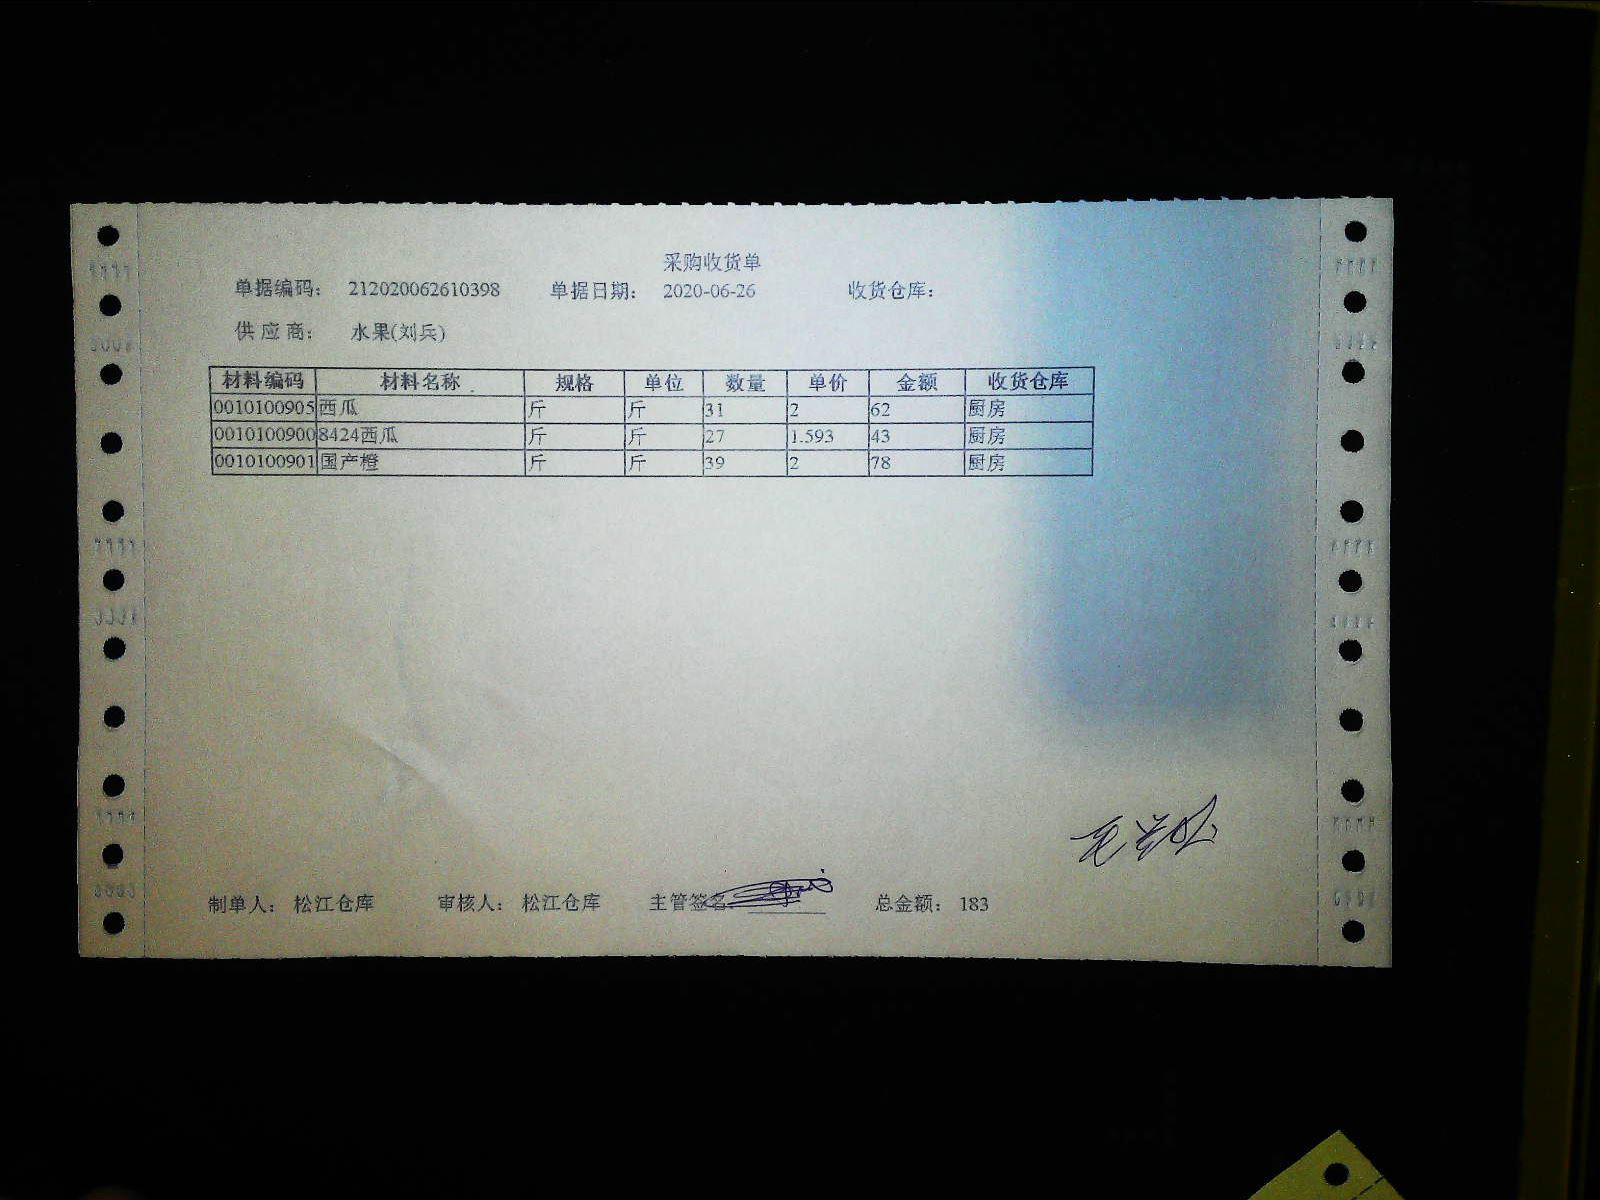 采购收货单
单据编码： 212020062610398 单据日期： 2020-06-26 收货仓库：
供应商： 水果(刘兵)
材料编码 材料名称 规格 单位 数量 单价 金额 收货仓库
0010100905 西瓜 斤 斤 31 2 62 厨房
0010100900 8424西瓜 斤 斤 27 1.593 43 厨房
0010100901 国产橙 斤 斤 39 2 78 厨房
制单人： 松江仓库 审核人： 松江仓库 主管签名： 总金额： 183